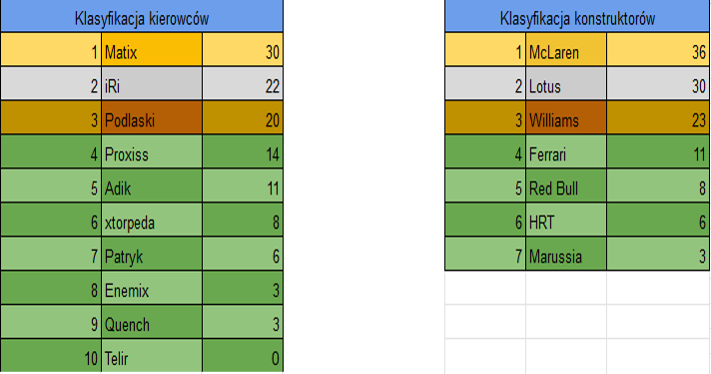 Klasyfikacja kierowców
1 Matix 30
2 iRi 22
3 Podlaski 20
4 Proxiss 14
5 Adik 11
6 xtorpeda 8
7 Patryk 6
8 Enemix 3
9 Quench 3
10 Telir 0
Klasyfikacja konstruktorów
1 McLaren 36
2 Lotus 30
3 Williams 23
4 Ferrari 11
5 Red Bull 8
6 HRT 6
7 Marussia 3